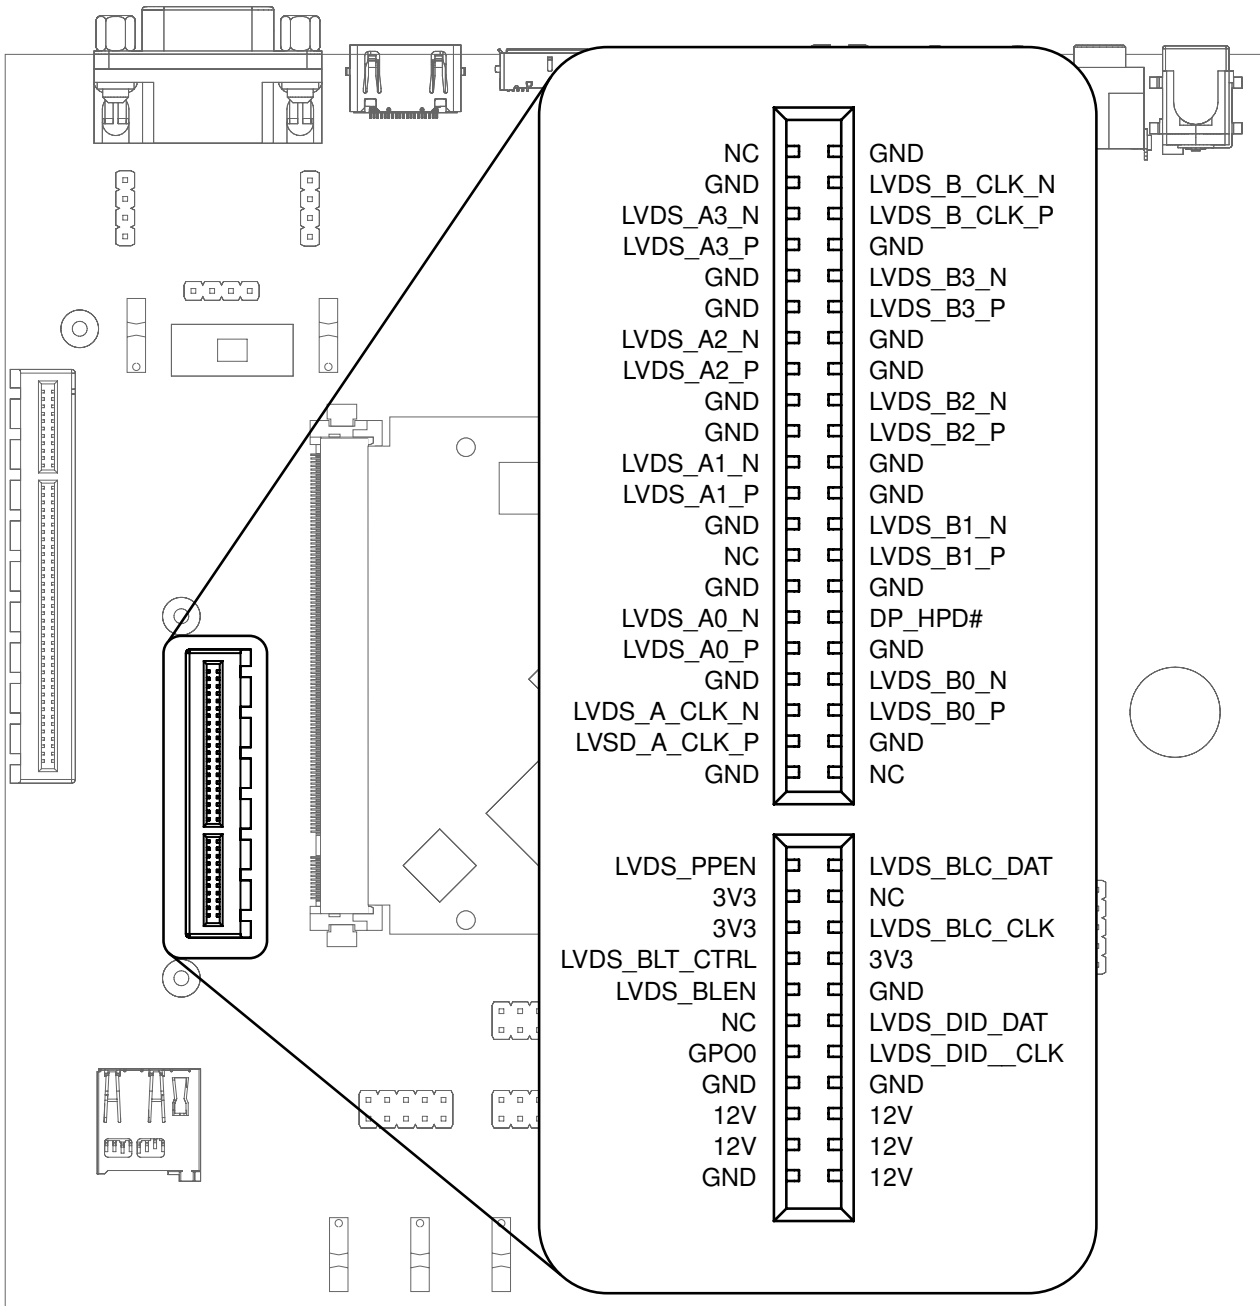 NC GND
GND LVDS_B_CLK_N
LVDS_A3_N LVDS_B_CLK_P
LVDS_A3_P GND
GND LVDS_B3_N
GND LVDS_B3_P
LVDS_A2_N GND
LVDS_A2_P GND
GND LVDS_B2_N
GND LVDS_B2_P
LVDS_A1_N GND
LVDS_A1_P GND
GND LVDS_B1_N
NC LVDS_B1_P
GND GND
LVDS_A0_N DP_HPD#
LVDS_A0_P GND
GND LVDS_B0_N
LVDS_A_CLK_N LVDS_B0_P
LVSD_A_CLK_P GND
GND NC
LVDS_PPEN LVDS_BLC_DAT
3V3 NC
3V3 LVDS_BLC_CLK
LVDS_BLT_CTRL 3V3
LVDS_BLEN GND
NC LVDS_DID_DAT
GPO0 LVDS_DID__CLK
GND GND
12V 12V
12V 12V
GND 12V